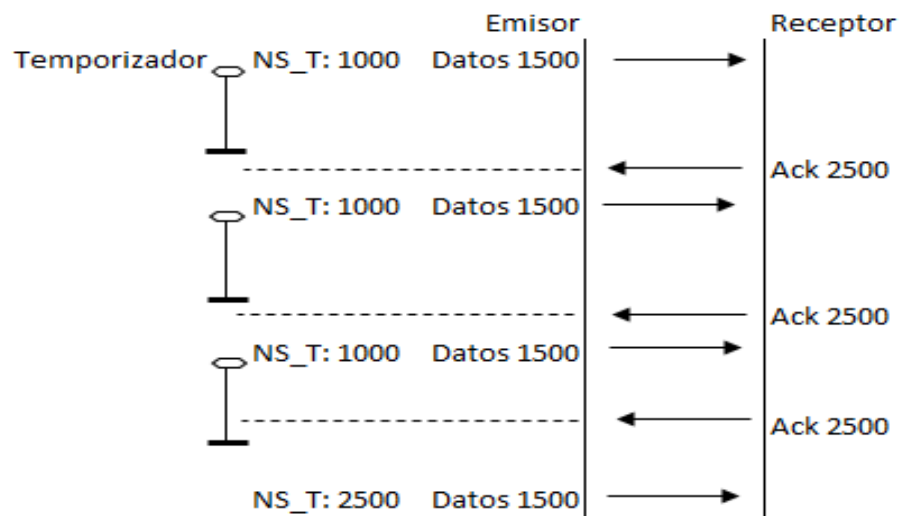 Emisor Receptor
Temporizador NS_T: 1000 Datos 1500
Ack 2500
NS_T: 1000 Datos 1500
Ack 2500
NS_T: 1000 Datos 1500
Ack 2500
NS_T: 2500 Datos 1500